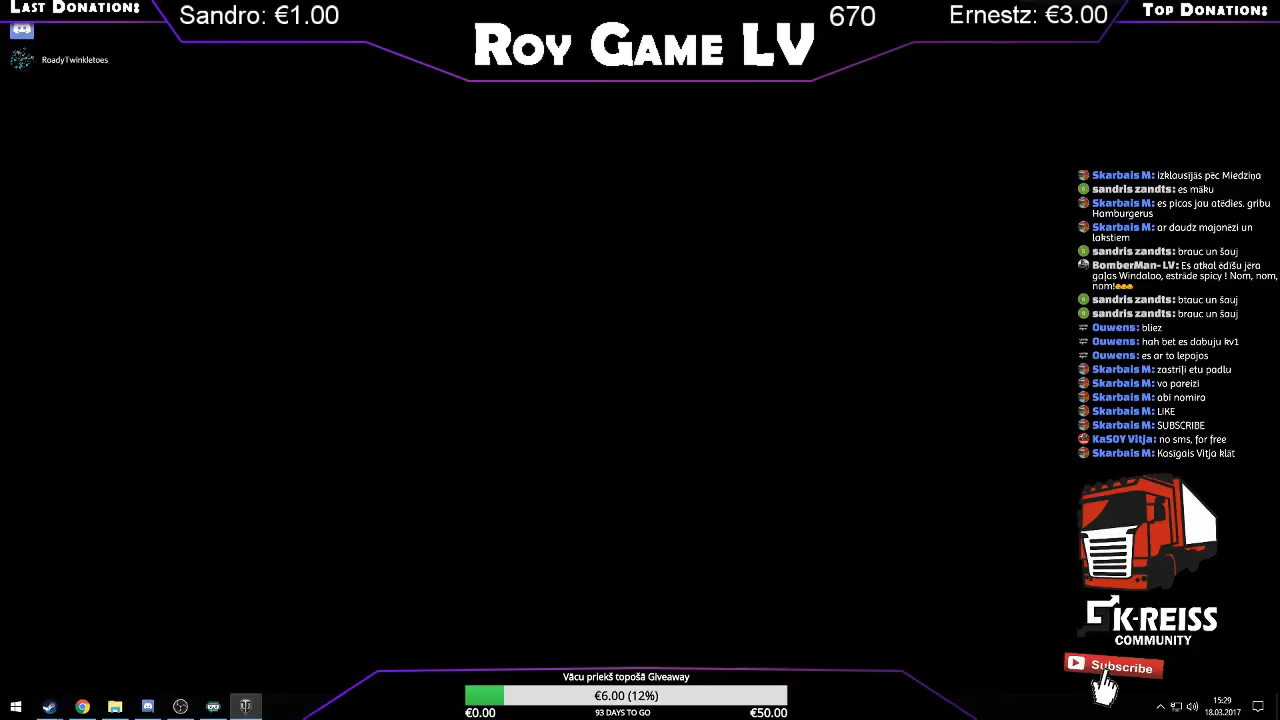 Last Donations
Sandro: €1.00
Roy Game LV
670
Ernestz: €3.00
Top Donations
RoadyTwinkletoes
Skarbais M: izklausījās pēc Miedziņa
sandris zandts: es māku
Skarbais M: es picas jau atēdies. gribu
Hamburgerus
Skarbais M: ar daudz majonēzi un
lakstiem
sandris zandts: brauc un šauj
BomberMan- LV: Es atkal ēdīšu jēra
gaļas Windaloo, estrāde spicy ! Nom, nom,
nom!
sandris zandts: btauc un šauj
sandris zandts: brauc un šauj
Ouwens: bliez
Ouwens: hah bet es dabuju kv1
Ouwens: es ar to lepojos
Skarbais M: zastriļi etu padlu
Skarbais M: vo pareizi
Skarbais M: abi nomira
Skarbais M: LIKE
Skarbais M: SUBSCRIBE
KaSOY Vitja: no sms, for free
Skarbais M: Kasīgais Vitja klāt
K-REISS
COMMUNITY
Subscribe
Vācu priekš topošā Giveaway
€6.00 (12%)
€0.00
93 DAYS TO GO
€50.00
15:29
18.03.2017